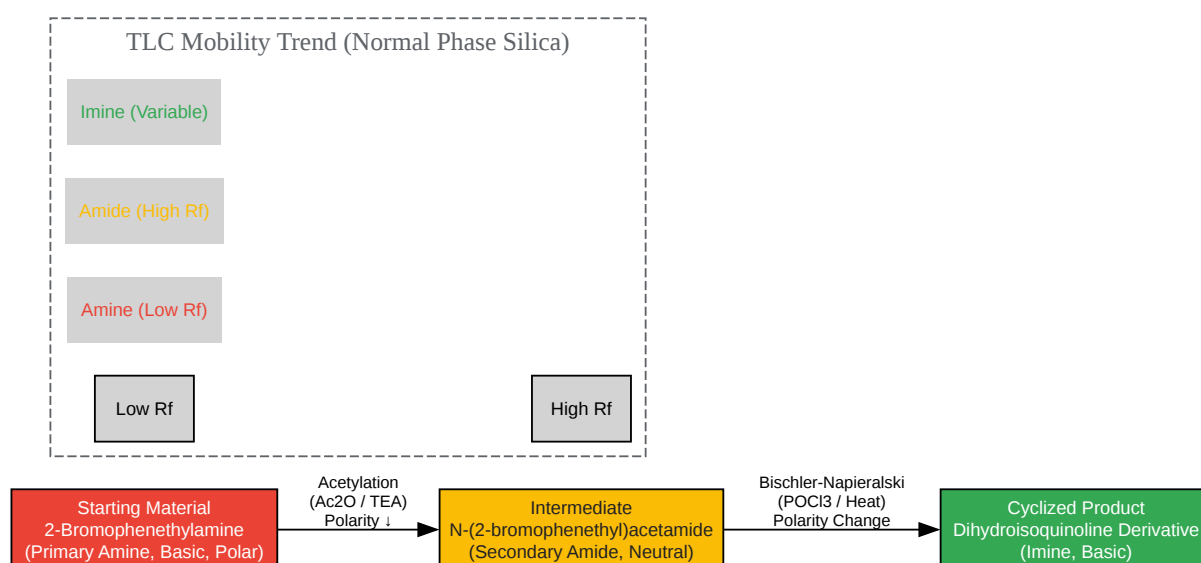 TLC Mobility Trend (Normal Phase Silica)
Imine (Variable)
Amide (High Rf)
Amine (Low Rf)
Low Rf
High Rf
Starting Material
2-Bromophenethylamine
(Primary Amine, Basic, Polar)
Acetylation
(Ac2O / TEA)
Polarity ↓
Intermediate
N-(2-bromophenethyl)acetamide
(Secondary Amide, Neutral)
Bischler-Napieralski
(POCl3 / Heat)
Polarity Change
Cyclized Product
Dihydroisoquinoline Derivative
(Imine, Basic)